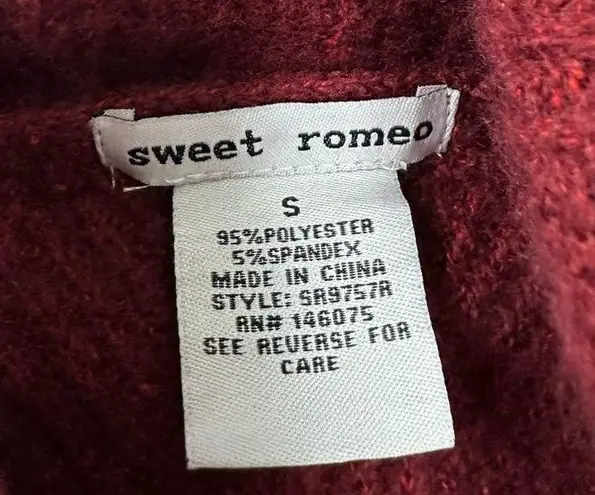 sweet romeo
S
95%POLYESTER
5%SPANDEX
MADE IN CHINA
STYLE: SR9757R
RN# 146075
SEE REVERSE FOR
CARE